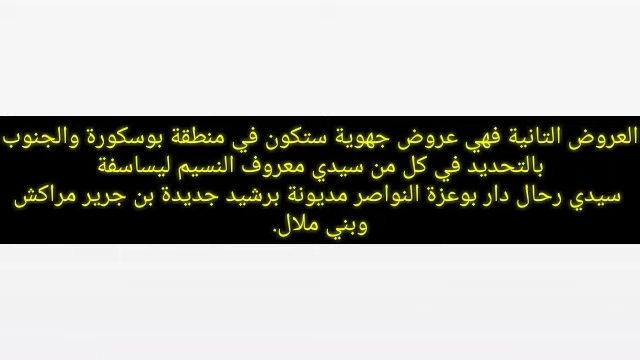 العروض التانية فهي عروض جهوية ستكون في منطقة بوسكورة والجنوب
بالتحديد في كل من سيدي معروف النسيم ليساسفة
سيدي رحال دار بوعزة النواصر مديونة برشيد جديدة بن جرير مراكش
وبني ملال.